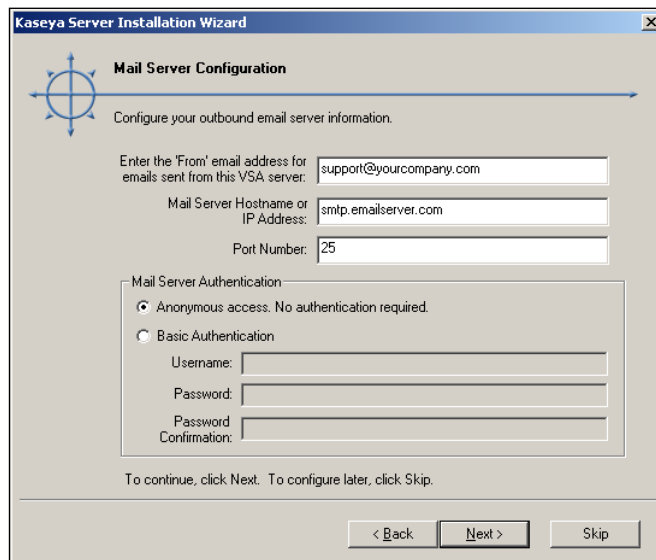 Kaseya Server Installation Wizard
Mail Server Configuration
Configure your outbound email server information.
Enter the 'From' email address for
emails sent from this VSA server:
support@yourcompany.com
Mail Server Hostname or
IP Address:
smtp.emailserver.com
Port Number:
25
Mail Server Authentication
Anonymous access. No authentication required.
Basic Authentication
Username:
Password:
Password
Confirmation:
To continue, click Next. To configure later, click Skip.
< Back
Next >
Skip